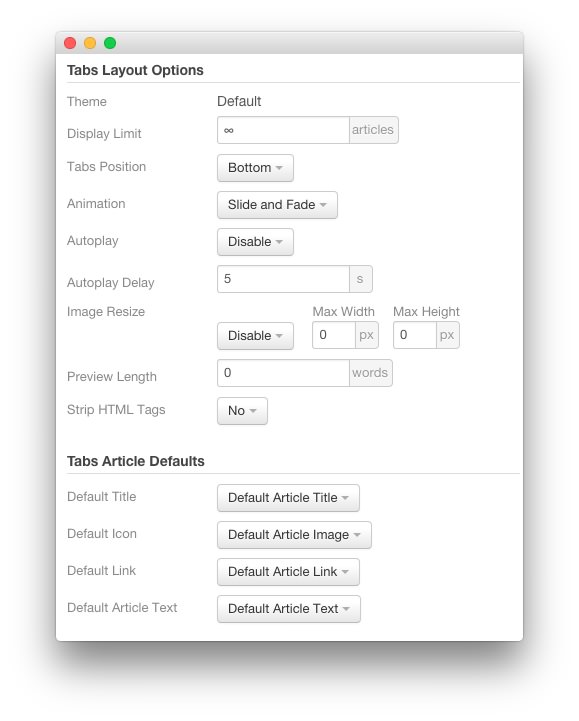 Tabs Layout Options
Theme Default
Display Limit ∞ articles
Tabs Position Bottom
Animation Slide and Fade
Autoplay Disable
Autoplay Delay 5 s
Image Resize Max Width Max Height
Disable 0 px 0 px
Preview Length 0 words
Strip HTML Tags No
Tabs Article Defaults
Default Title Default Article Title
Default Icon Default Article Image
Default Link Default Article Link
Default Article Text Default Article Text